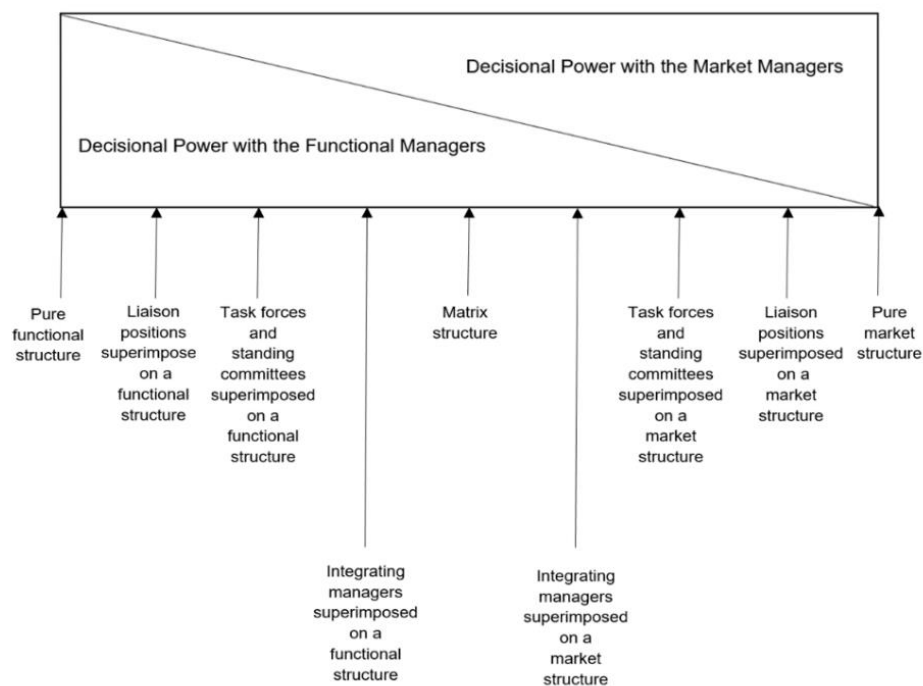 Decisional Power with the Market Managers
Decisional Power with the Functional Managers
Pure
functional
structure
Liaison
positions
superimpose
on a
functional
structure
Task forces
and
standing
committees
superimposed
on a
functional
structure
Integrating
managers
superimposed
on a
functional
structure
Matrix
structure
Integrating
managers
superimposed
on a
market
structure
Task forces
and
standing
committees
superimposed
on a
market
structure
Liaison
positions
superimposed
on a
market
structure
Pure
market
structure